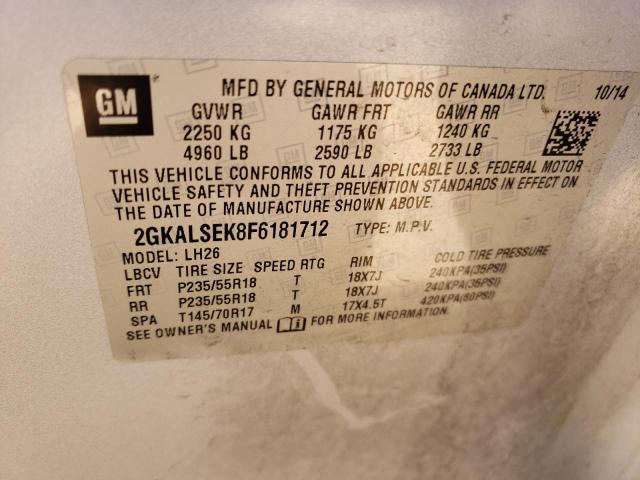 GM
MFD BY GENERAL MOTORS OF CANADA LTD. 10/14
GVWR GAWR FRT GAWR RR
2250 KG 1175 KG 1240 KG
4960 LB 2590 LB 2733 LB
THIS VEHICLE CONFORMS TO ALL APPLICABLE U.S. FEDERAL MOTOR
VEHICLE SAFETY AND THEFT PREVENTION STANDARDS IN EFFECT ON
THE DATE OF MANUFACTURE SHOWN ABOVE.
2GKALSEK8F6181712 TYPE: M.P.V.
MODEL: LH26
LBCV TIRE SIZE SPEED RTG RIM COLD TIRE PRESSURE
FRT P235/55R18 T 18X7J 240KPA(35PSI)
RR P235/55R18 T 18X7J 240KPA(35PSI)
SPA T145/70R17 M 17X4.5T 420KPA(60PSI)
SEE OWNER'S MANUAL FOR MORE INFORMATION.